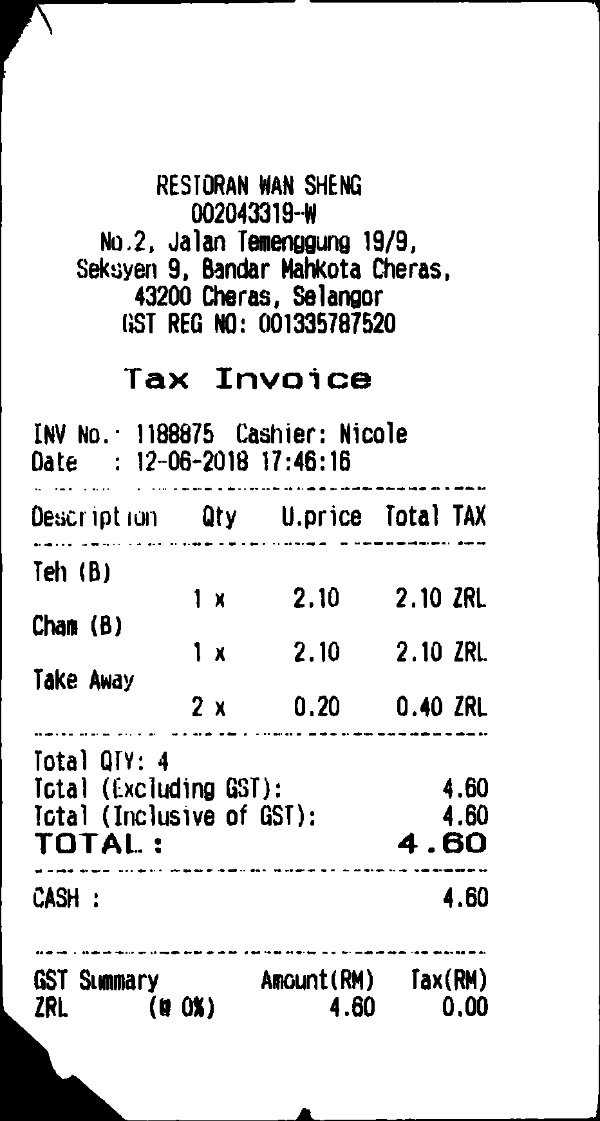 RESTORAN WAN SHENG
002043319-W
No.2, Jalan Temenggung 19/9,
Seksyen 9, Bandar Mahkota Cheras,
43200 Cheras, Selangor
GST REG NO: 001335787520
Tax Invoice
INV No.: 1188875 Cashier: Nicole
Date : 12-06-2018 17:46:16
Description Qty U.price Total TAX
Teh (B)
1 x 2.10 2.10 ZRL
Cham (B)
1 x 2.10 2.10 ZRL
Take Away
2 x 0.20 0.40 ZRL
Total QTY: 4
Total (Excluding GST): 4.60
Total (Inclusive of GST): 4.60
TOTAL: 4.60
CASH : 4.60
GST Summary Amount(RM) Tax(RM)
ZRL (@ 0%) 4.60 0.00